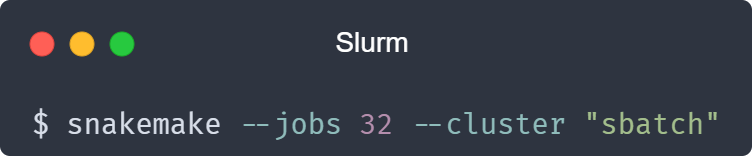 Slurm
$ snakemake --jobs 32 --cluster "sbatch"